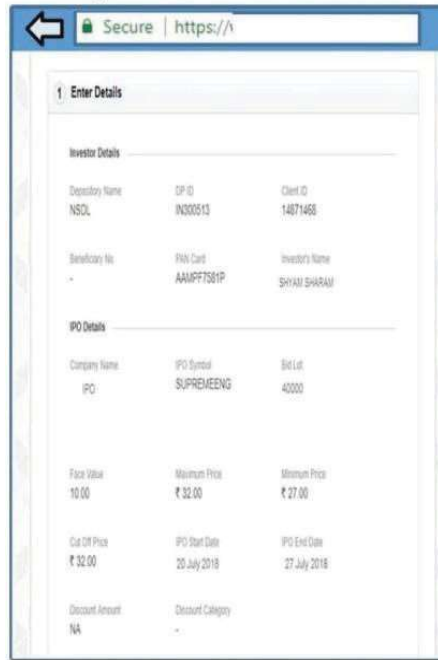 Secure | https://
1 Enter Details
Investor Details
Depository Name DP ID Client ID
NSDL IN300513 14671468
Beneficiary No PAN Card Investor's Name
- AAMPF7581P SHYAM SHARAM
IPO Details
Company Name IPO Symbol Bid Lot
IPO SUPREMEENG 40000
Face Value Maximum Price Minimum Price
10.00 ₹ 32.00 ₹ 27.00
Cut Off Price IPO Start Date IPO End Date
₹ 32.00 20 July 2018 27 July 2018
Discount Amount Discount Category
NA -